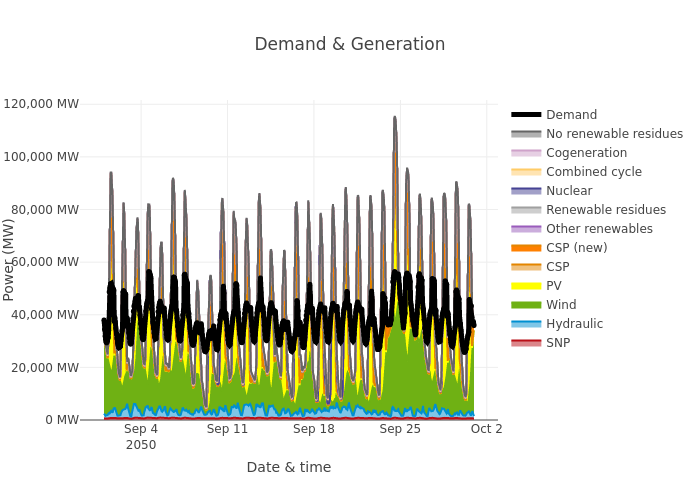 Demand & Generation
120,000 MW
100,000 MW
80,000 MW
60,000 MW
40,000 MW
20,000 MW
0 MW
Power (MW)
Sep 4
2050
Sep 11
Sep 18
Sep 25
Oct 2
Date & time
Demand
No renewable residues
Cogeneration
Combined cycle
Nuclear
Renewable residues
Other renewables
CSP (new)
CSP
PV
Wind
Hydraulic
SNP